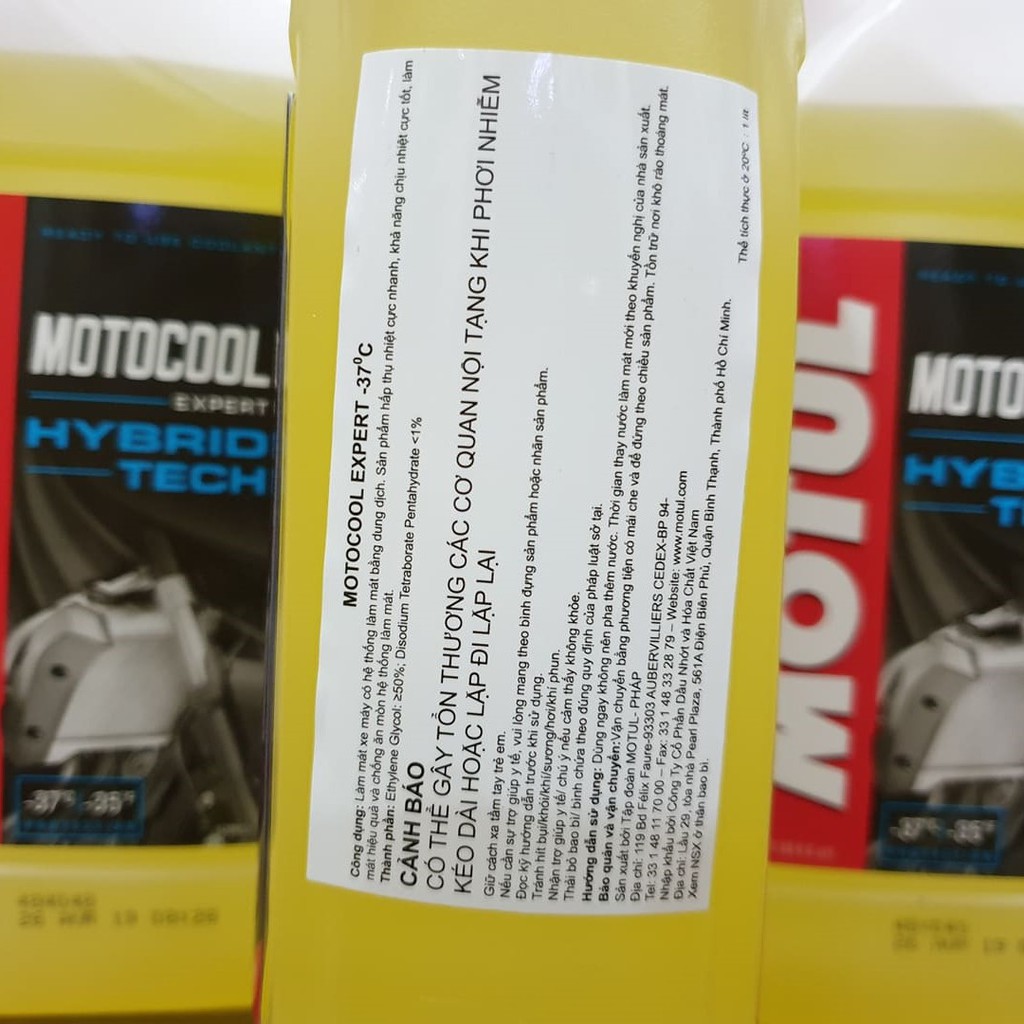 MOTOCOOL EXPERT -37⁰C
Công dụng: Làm mát xe máy có hệ thống làm mát bằng dung dịch. Sản phẩm hấp thụ nhiệt cực nhanh, khả năng chịu nhiệt cực tốt, làm
mát hiệu quả và chống ăn mòn hệ thống làm mát.
Thành phần: Ethylene Glycol: ≥50%; Disodium Tetraborate Pentahydrate <1%
CẢNH BÁO
CÓ THỂ GÂY TỔN THƯƠNG CÁC CƠ QUAN NỘI TẠNG KHI PHƠI NHIỄM
KÉO DÀI HOẶC LẶP ĐI LẶP LẠI
Giữ cách xa tầm tay trẻ em.
Nếu cần sự trợ giúp y tế, vui lòng mang theo bình đựng sản phẩm hoặc nhãn sản phẩm.
Đọc kỹ hướng dẫn trước khi sử dụng.
Tránh hít bụi/khói/khí/sương/hơi/khi phun.
Nhận trợ giúp y tế/ chú ý nếu cảm thấy không khỏe.
Thải bỏ bao bì/ bình chứa theo đúng quy định của pháp luật sở tại.
Hướng dẫn sử dụng: Dùng ngay không nên pha thêm nước. Thời gian thay nước làm mát mới theo khuyến nghị của nhà sản xuất.
Bảo quản và vận chuyển:Vận chuyển bằng phương tiện có mái che và để đứng theo chiều sản phẩm. Tồn trữ nơi khô ráo thoáng mát.
Sản xuất bởi Tập đoàn MOTUL- PHÁP
Địa chỉ: 119 Bd Félix Faure-93303 AUBERVILLIERS CEDEX-BP 94-
Tel: 33 1 48 11 70 00 – Fax: 33 1 48 33 28 79 – Website: www.motul.com
Nhập khẩu bởi Công Ty Cổ Phần Dầu Nhớt và Hóa Chất Việt Nam
Địa chỉ: Lầu 29, tòa nhà Pearl Plaza, 561A Điện Biên Phủ, Quận Bình Thạnh, Thành phố Hồ Chí Minh.
Xem NSX ở thân bao bì.
Thể tích thực ở 20ºC : 1 lít
READY TO USE COOLANT
MOTOCOOL
EXPERT
HYBRID
TECH
-37°
MOTUL
READY TO U
MOTO
HYB
T
-37°